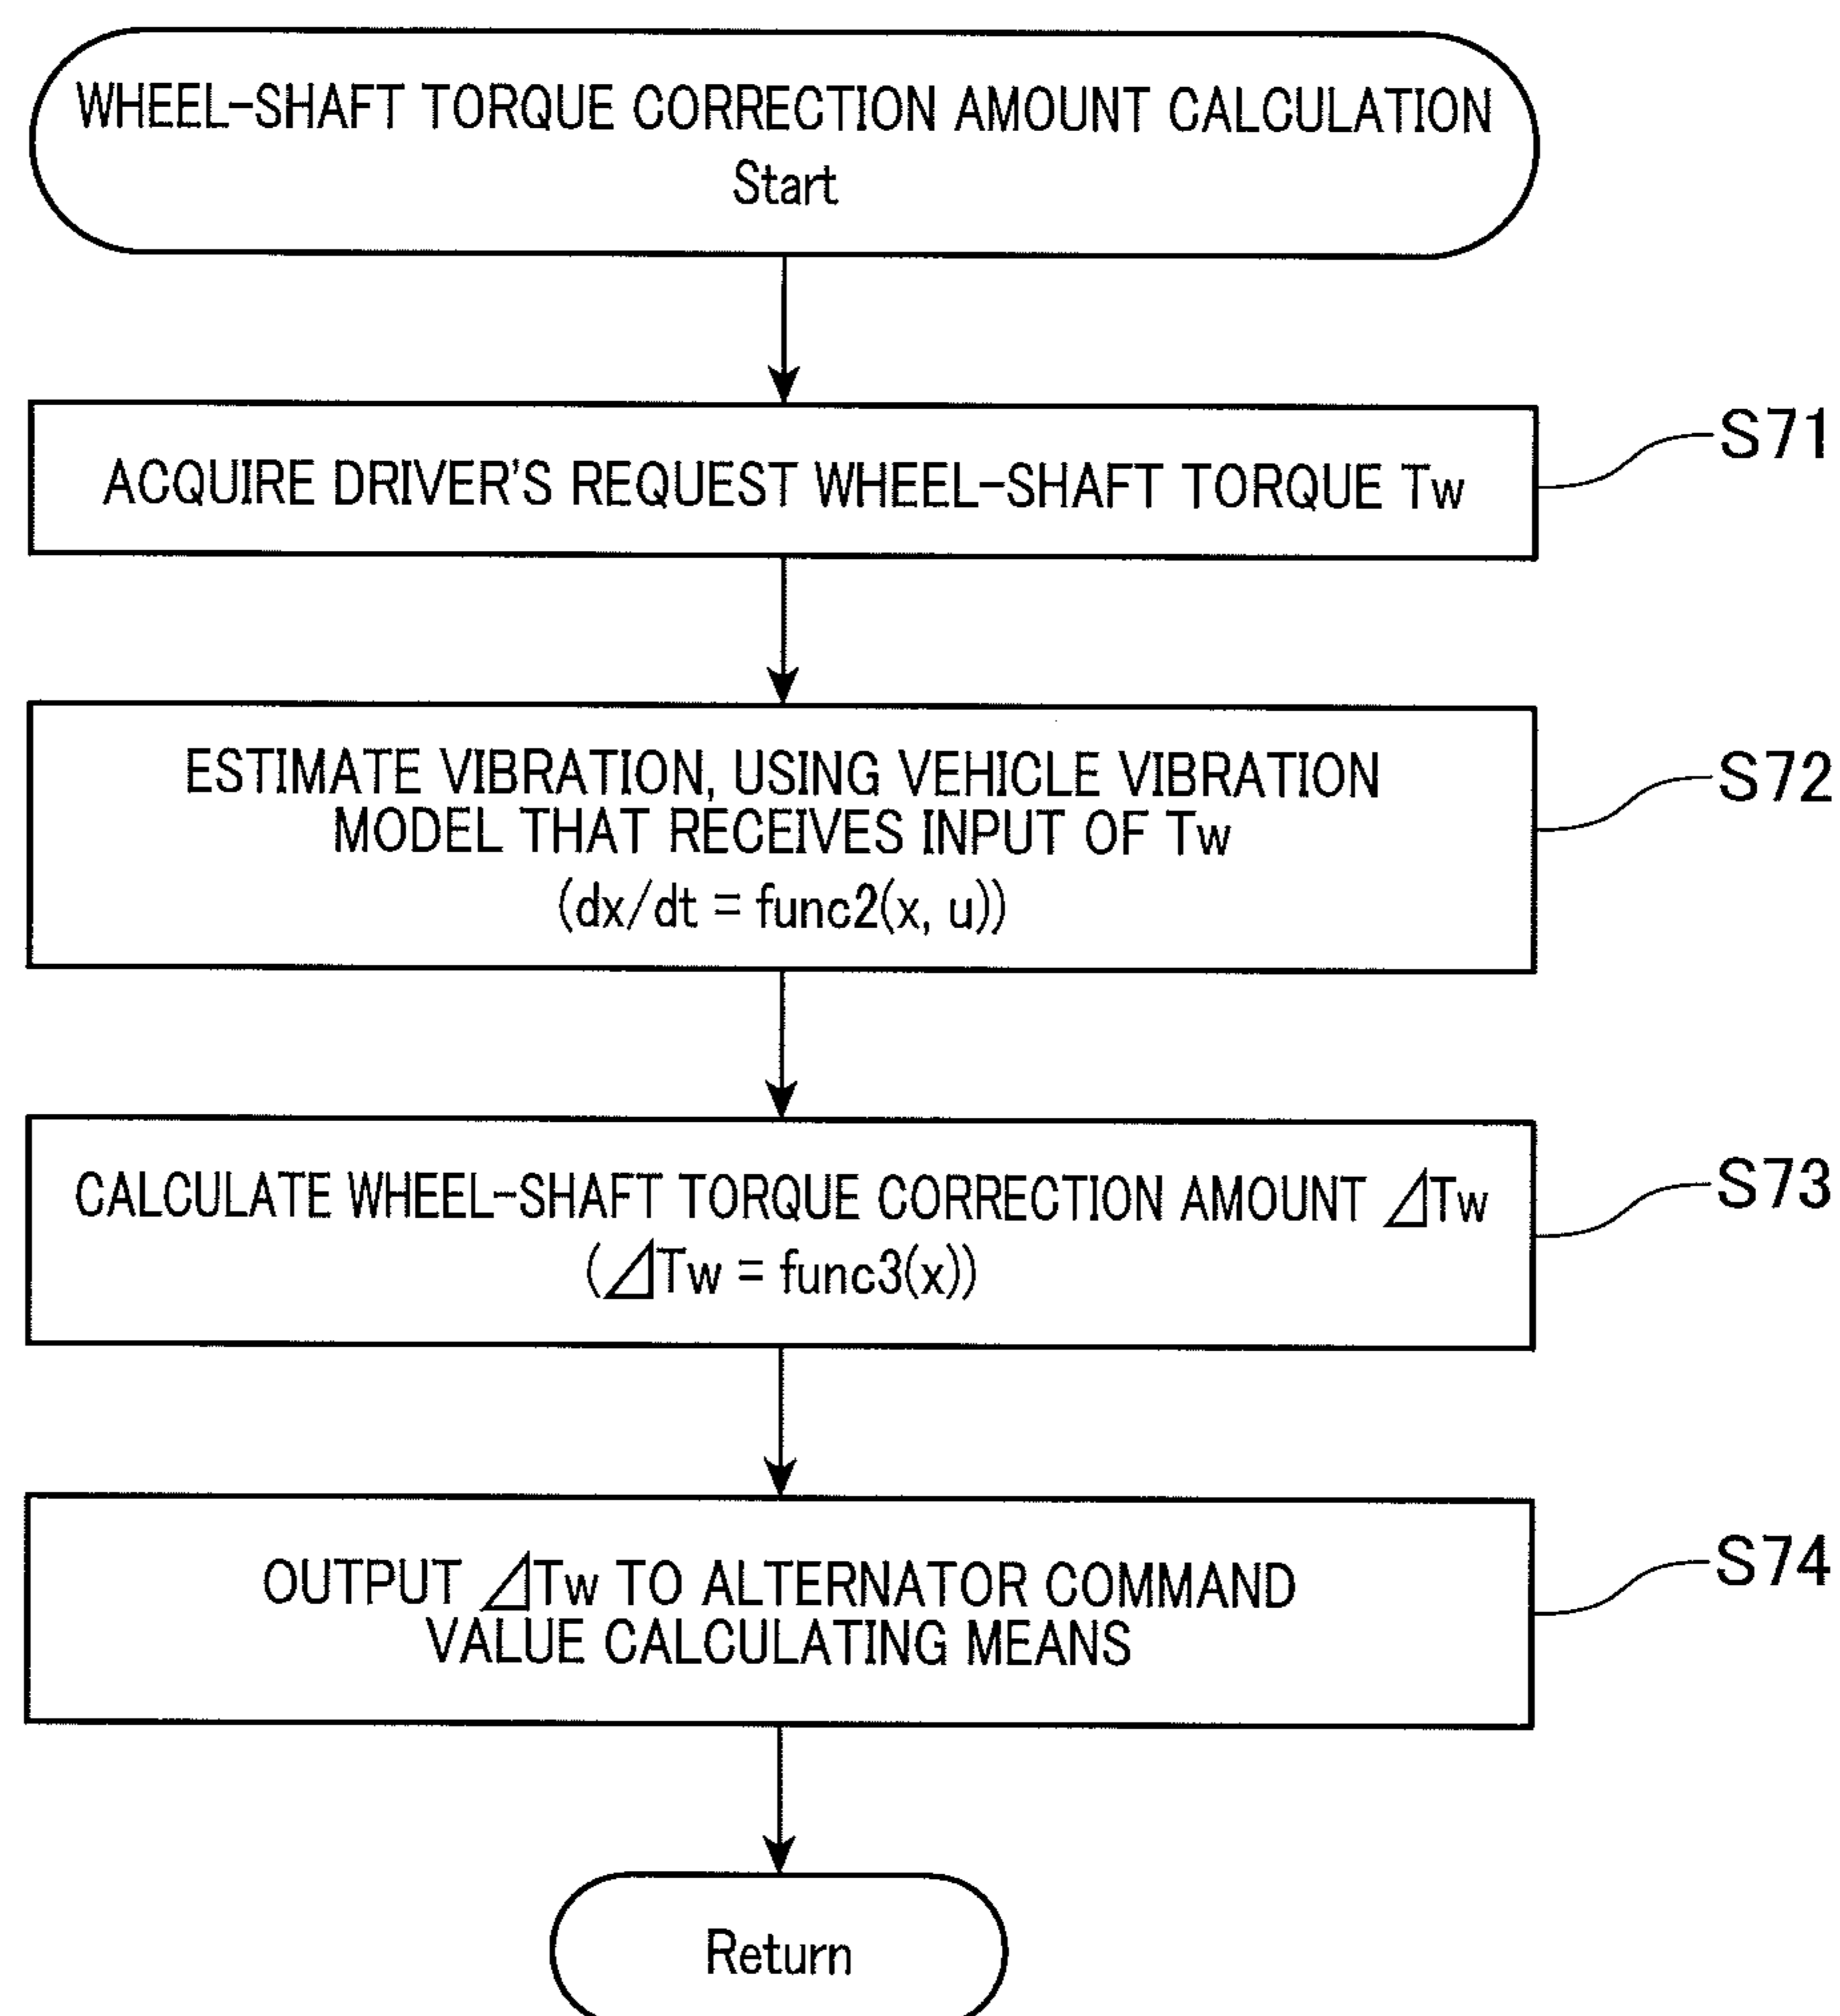 WHEEL-SHAFT TORQUE CORRECTION AMOUNT CALCULATION
Start
ACQUIRE DRIVER'S REQUEST WHEEL-SHAFT TORQUE Tw
S71
ESTIMATE VIBRATION, USING VEHICLE VIBRATION
MODEL THAT RECEIVES INPUT OF Tw
(dx/dt = func2(x, u))
S72
CALCULATE WHEEL-SHAFT TORQUE CORRECTION AMOUNT ⊿Tw
(⊿Tw = func3(x))
S73
OUTPUT ⊿Tw TO ALTERNATOR COMMAND
VALUE CALCULATING MEANS
S74
Return